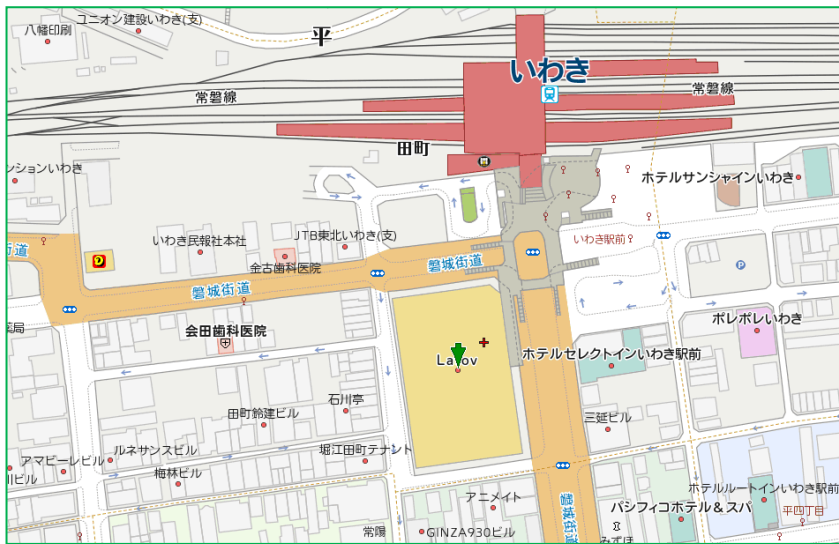 ユニオン建設いわき(支)
八幡印刷
平
いわき
常磐線
常磐線
田町
ンションいわき
ホテルサンシャインいわき
いわき民報社本社
JTB東北いわき(支)
いわき駅前
金古歯科医院
街道
磐城街道
磐城街道
P
薬局
会田歯科医院
ポレポレいわき
Latov
ホテルセレクトインいわき駅前
石川亭
田町鈴建ビル
三延ビル
ルネサンスビル
堀江田町テナント
アマビーレビル
川ビル
梅林ビル
アニメイト
ホテルルートインいわき駅前
パシフィコホテル&スパ
磐城街道
平四丁目
常陽
GINZA930ビル
みずほ